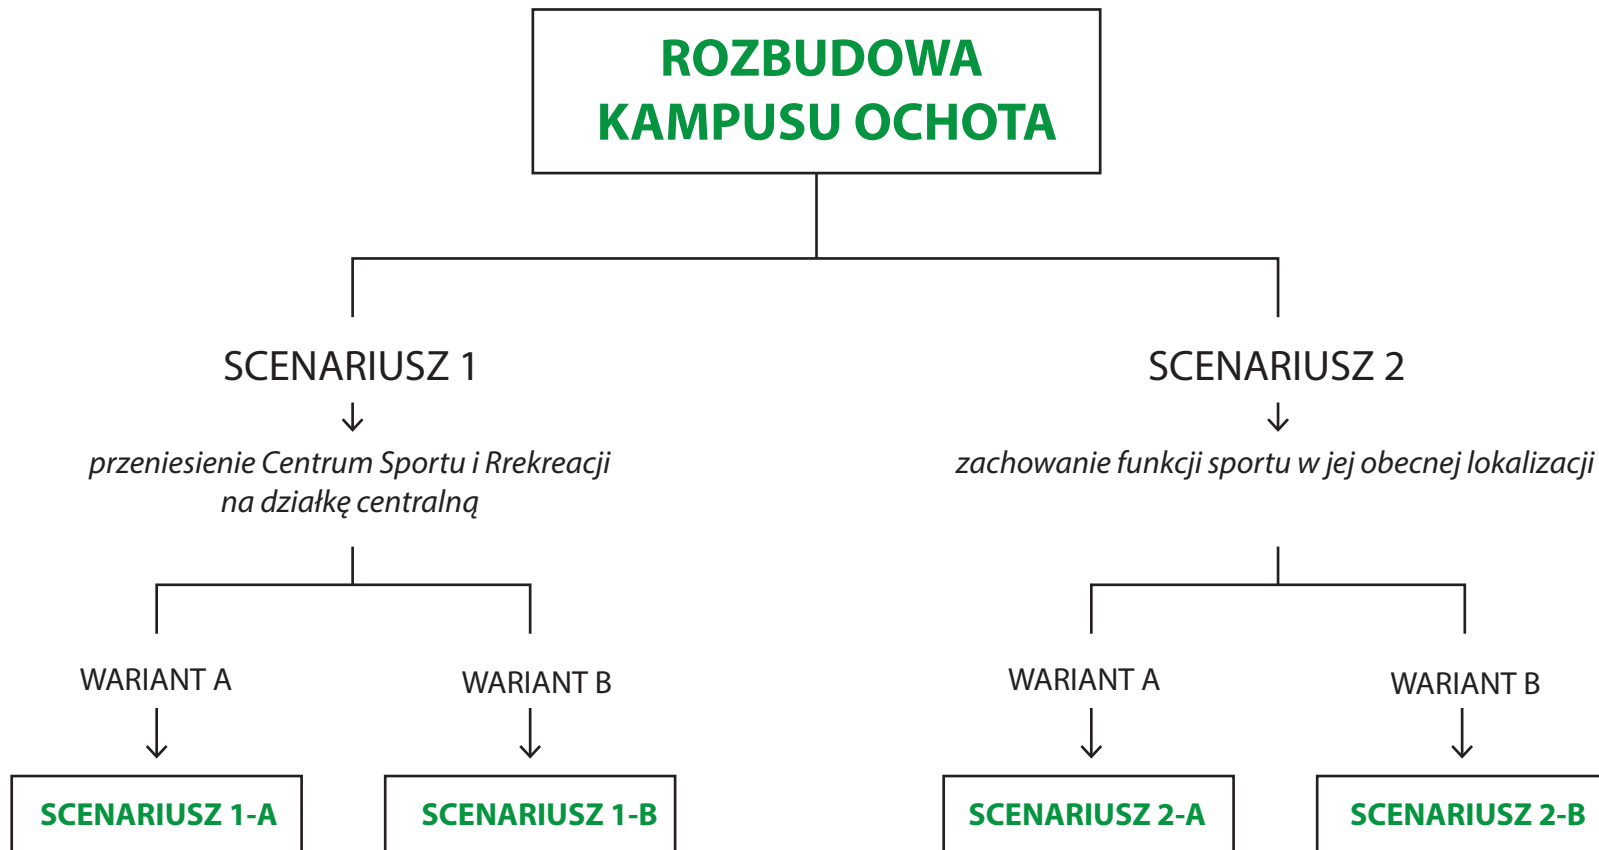 ROZBUDOWA
KAMPUSU OCHOTA
SCENARIUSZ 1
przeniesienie Centrum Sportu i Rrekreacji
na działkę centralną
SCENARIUSZ 2
zachowanie funkcji sportu w jej obecnej lokalizacji
WARIANT A
WARIANT B
WARIANT A
WARIANT B
SCENARIUSZ 1-A
SCENARIUSZ 1-B
SCENARIUSZ 2-A
SCENARIUSZ 2-B